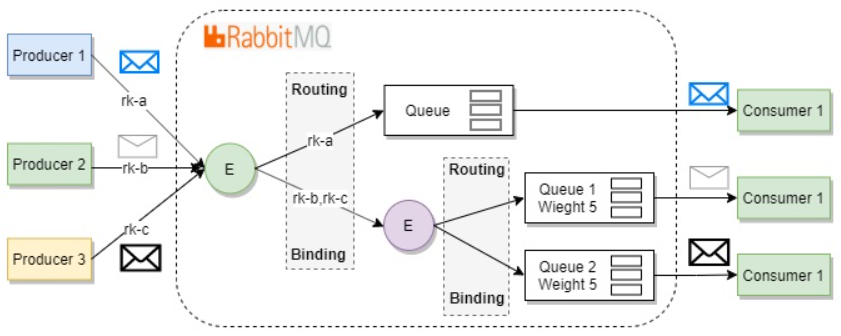 RabbitMQ
Producer 1
rk-a
Producer 2
rk-b
Producer 3
rk-c
E
Routing
rk-a
rk-b,rk-c
Binding
Queue
E
Routing
Binding
Queue 1
Wieght 5
Queue 2
Weight 5
Consumer 1
Consumer 1
Consumer 1